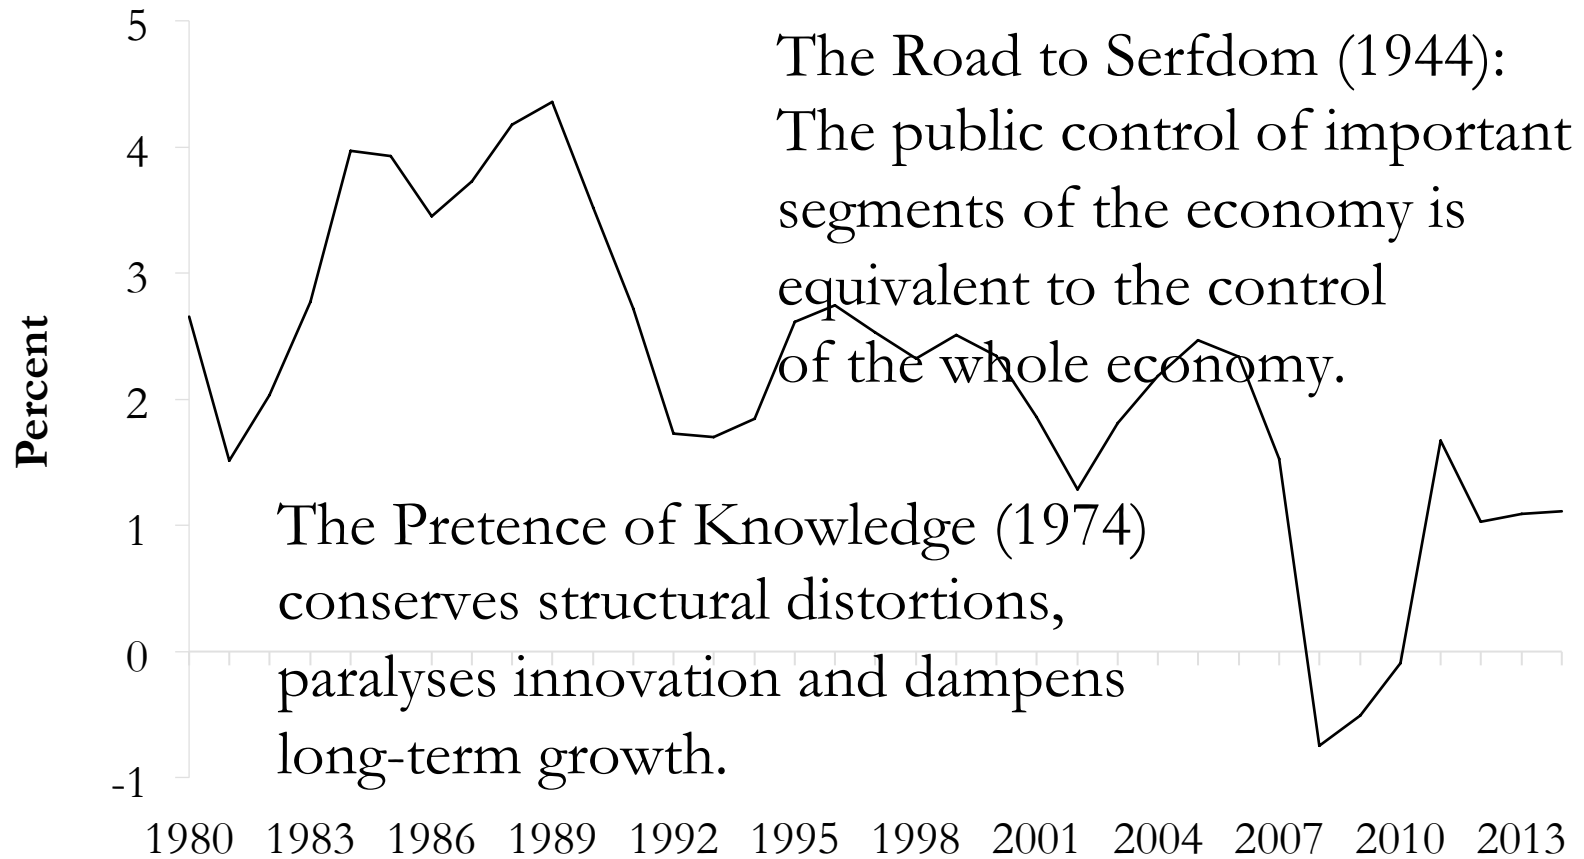 5
The Road to Serfdom (1944):
The public control of important
4
segments of the economy is
3
equivalent to the control
of the whole economy.
Percent
2
The Pretence of Knowledge (1974)
1
conserves structural distortions,
0
paralyses innovation and dampens
long-term growth.
-1
1980 1983 1986 1989 1992 1995 1998 2001 2004 2007 2010 2013